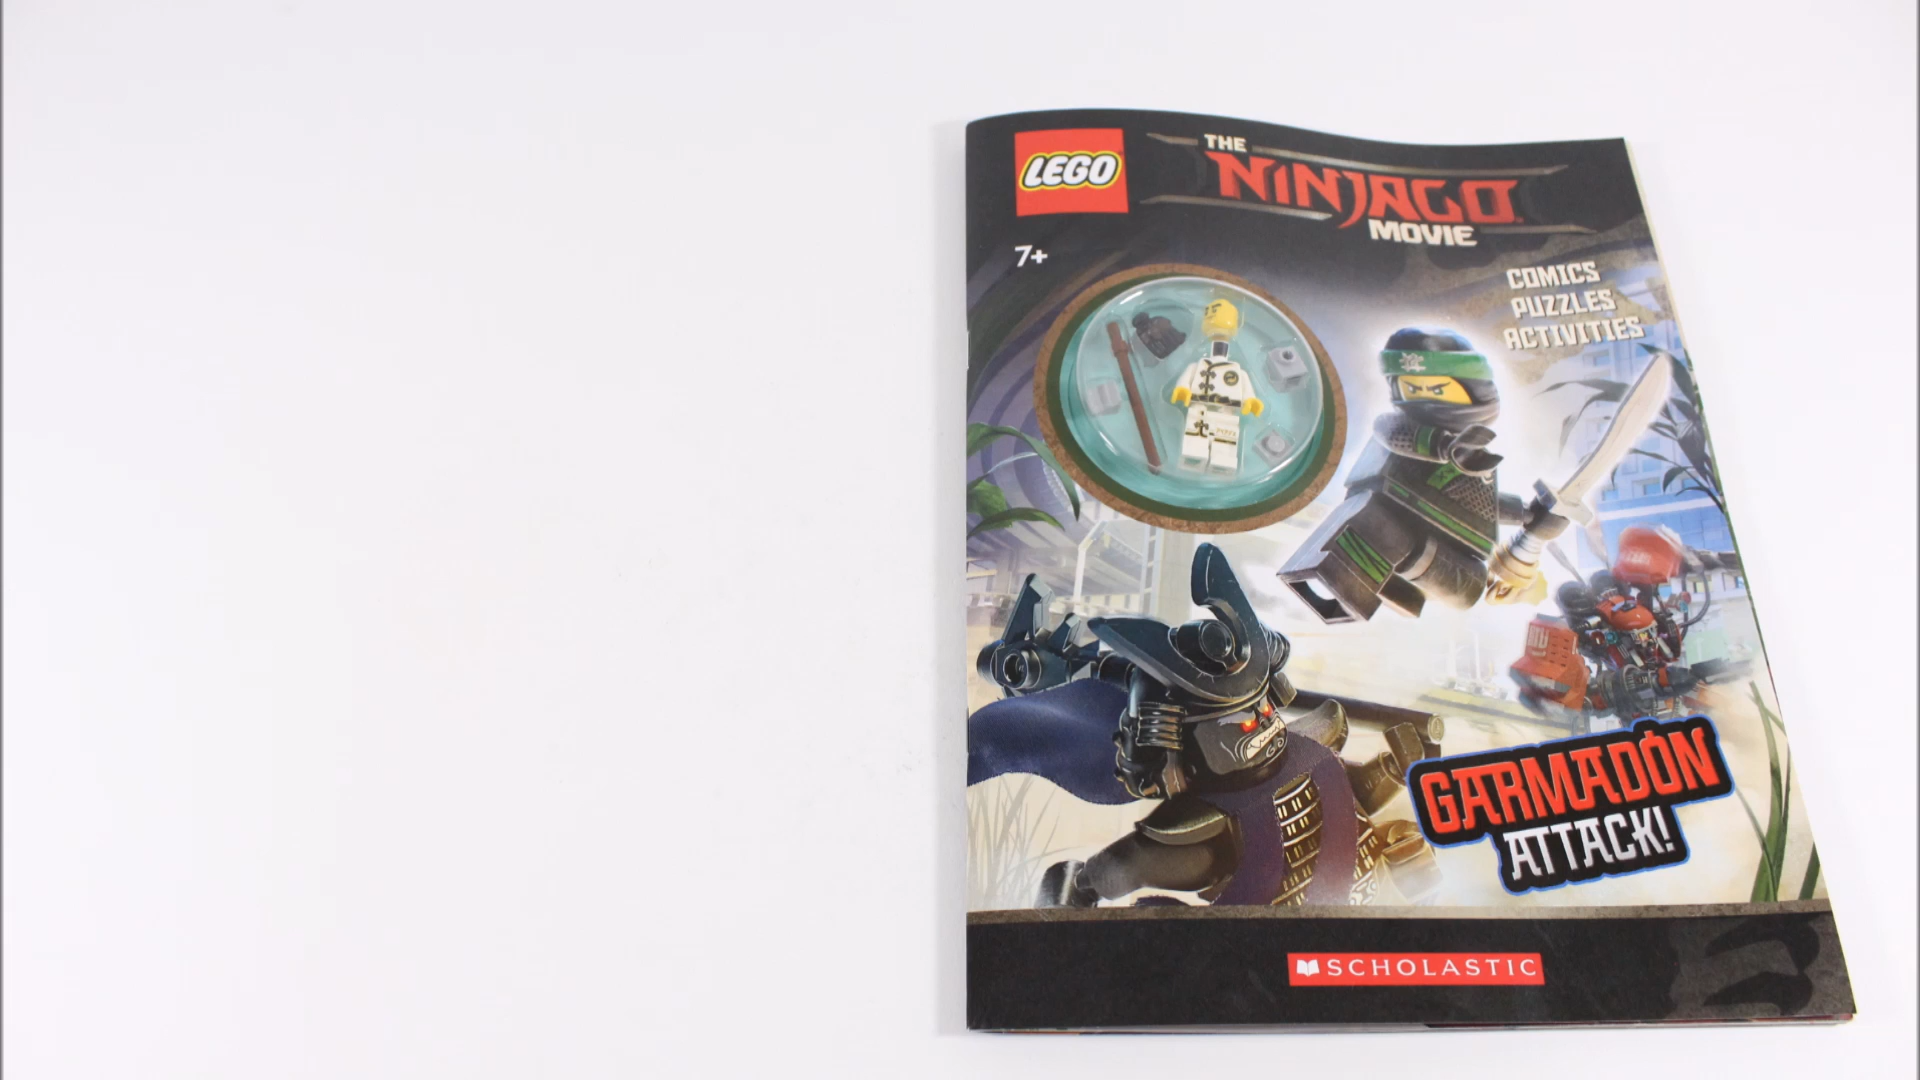 LEGO
THE
NINJAGO
MOVIE
7+
COMICS
PUZZLES
ACTIVITIES
GARMADON
ATTACK!
SCHOLASTIC